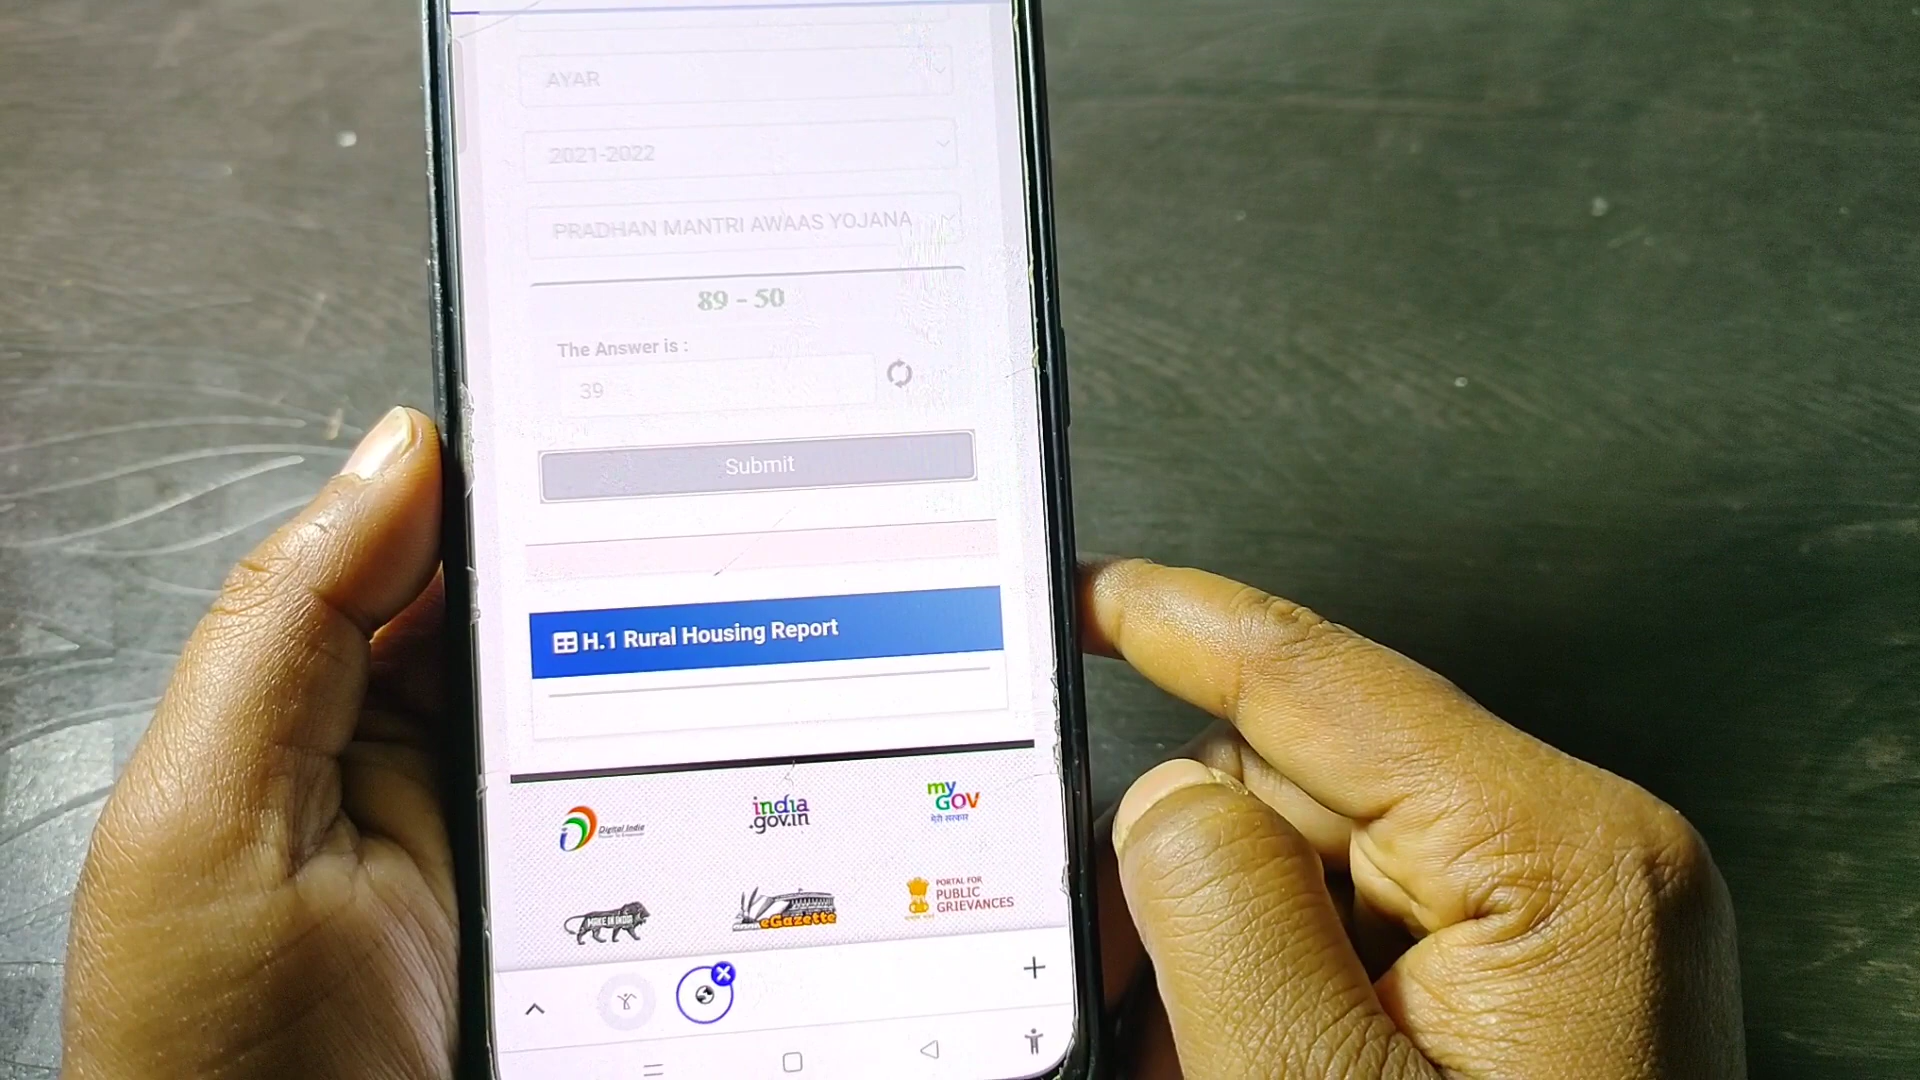 AYAR
2021-2022
PRADHAN MANTRI AWAAS YOJANA
89 - 50
The Answer is :
39
Submit
H.1 Rural Housing Report
Digital India
india
.gov.in
my
GOV
मेरी सरकार
MAKE IN INDIA
eGazette
PORTAL FOR
PUBLIC
GRIEVANCES